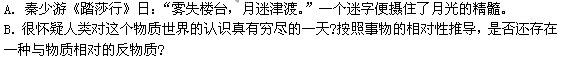 A. 秦少游《踏莎行》日：“雾失楼台，月迷津渡。”一个迷字便摄住了月光的精髓。
B. 很怀疑人类对这个物质世界的认识真有穷尽的一天?按照事物的相对性推导，是否还存在
一种与物质相对的反物质?